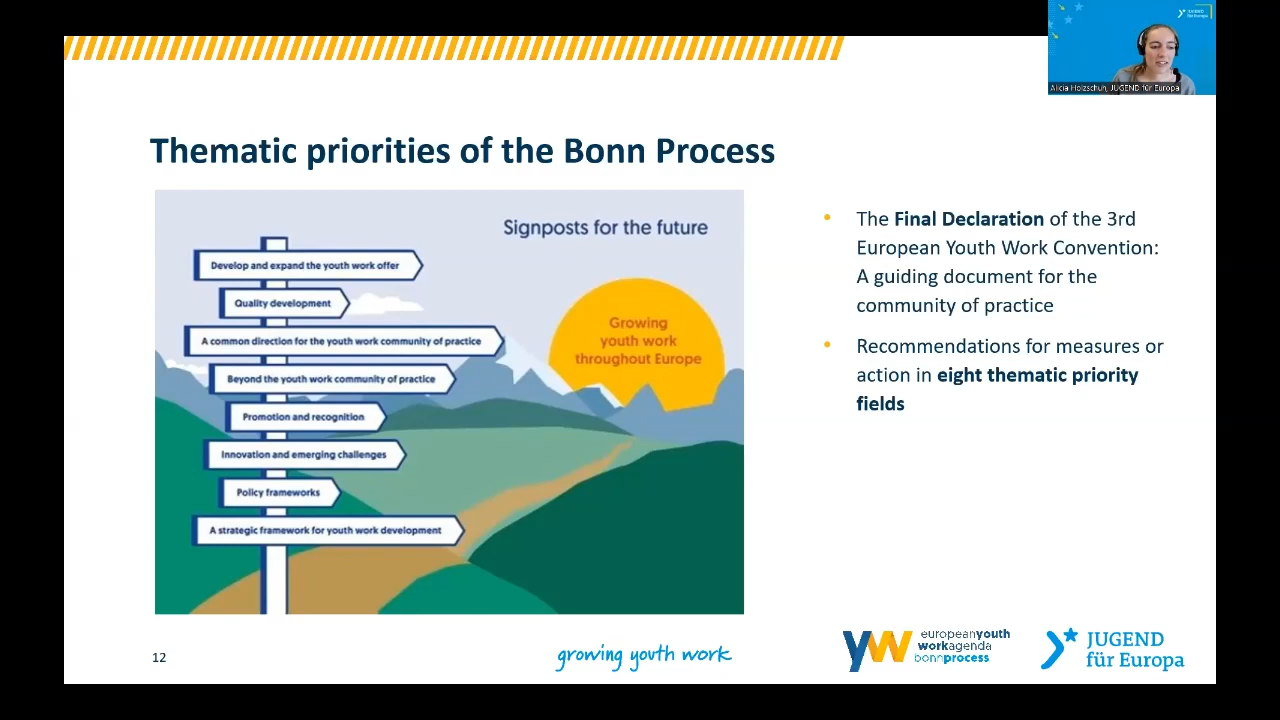 JUGEND
für Europa
Alicia Holzschuh, JUGEND für Europa
Thematic priorities of the Bonn Process
Signposts for the future
Develop and expand the youth work offer
Quality development
A common direction for the youth work community of practice
Beyond the youth work community of practice
Promotion and recognition
Innovation and emerging challenges
Policy frameworks
A strategic framework for youth work development
Growing
youth work
throughout Europe
• The Final Declaration of the 3rd
European Youth Work Convention:
A guiding document for the
community of practice
• Recommendations for measures or
action in eight thematic priority
fields
12
growing youth work
yw
europeanyouth
workagenda
bonnprocess
JUGEND
für Europa